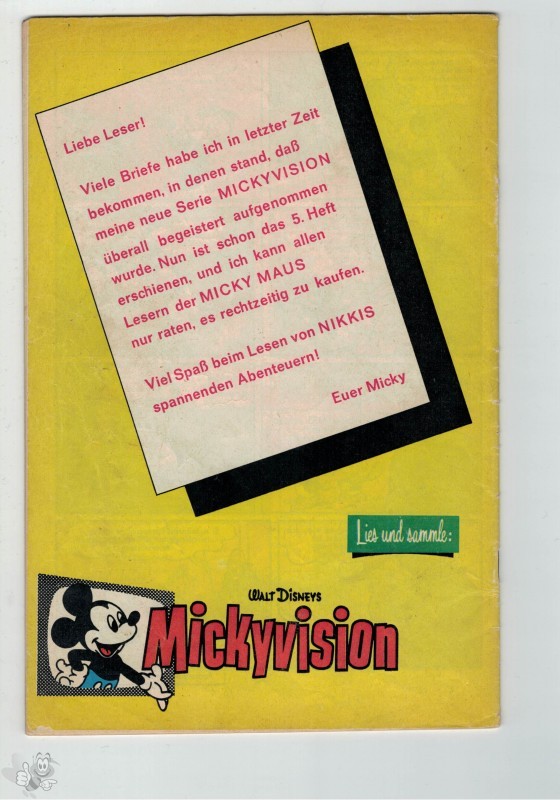 Liebe Leser!
Viele Briefe habe ich in letzter Zeit
bekommen, in denen stand, daß
meine neue Serie MICKYVISION
überall begeistert aufgenommen
wurde. Nun ist schon das 5. Heft
erschienen, und ich kann allen
Lesern der MICKY MAUS
nur raten, es rechtzeitig zu kaufen.
Viel Spaß beim Lesen von NIKKIS
spannenden Abenteuern!
Euer Micky
Lies und sammle:
WALT DISNEYS
Mickyvision